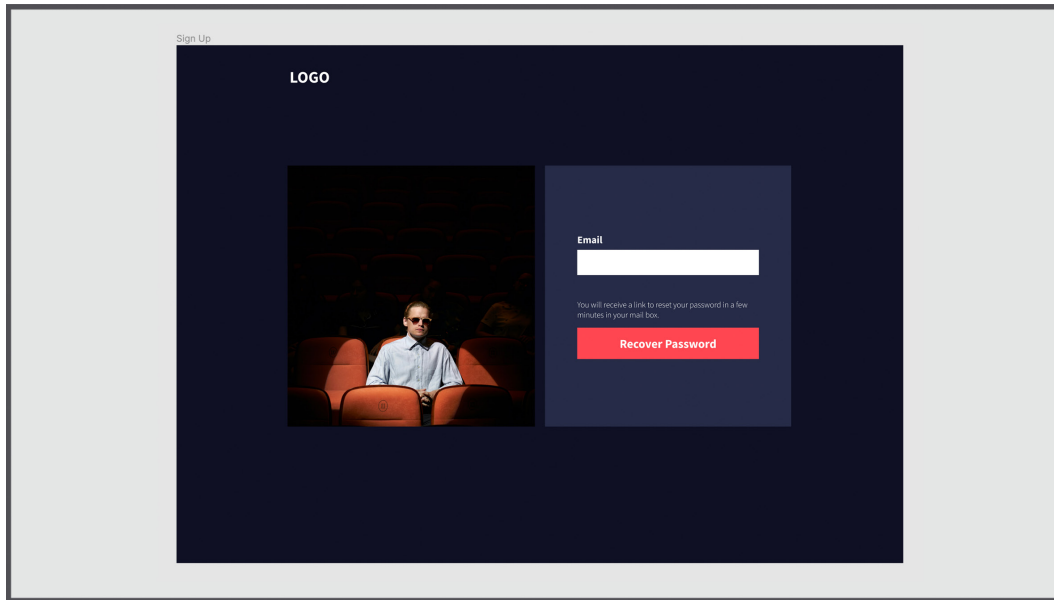 Sign Up
LOGO
Email
You will receive a link to reset your password in a few
minutes in your mail box.
Recover Password